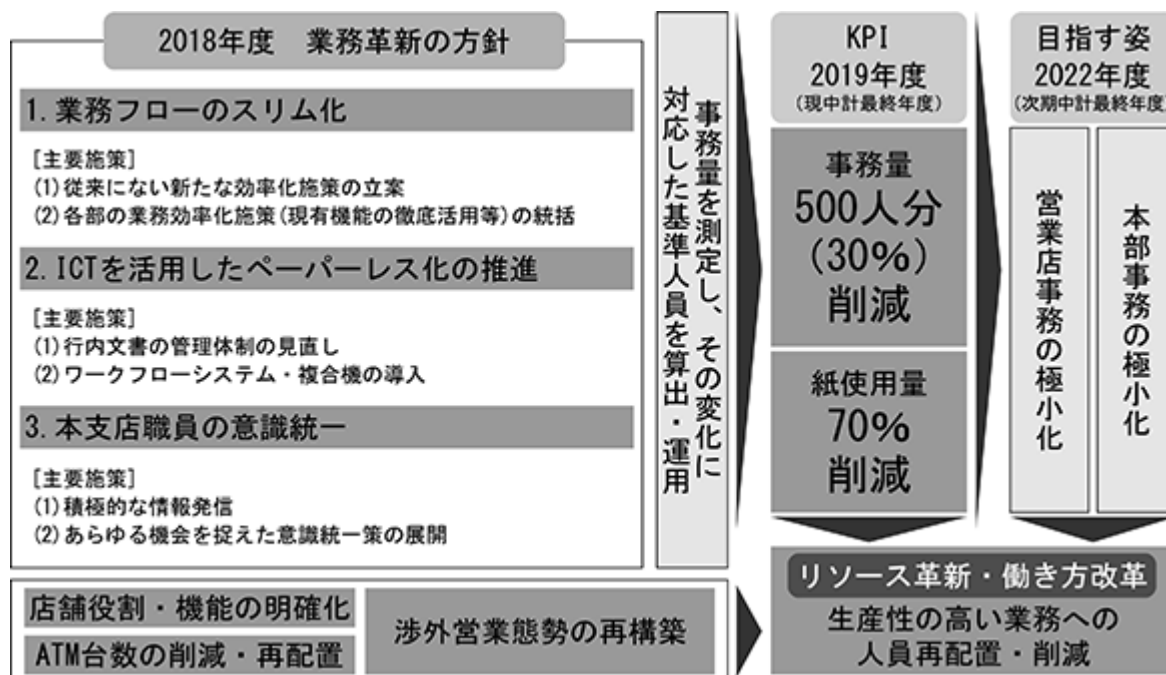 2018年度　業務革新の方針
1. 業務フローのスリム化
[主要施策]
(1) 従来にない新たな効率化施策の立案
(2) 各部の業務効率化施策(現有機能の徹底活用等)の統括
2. ICTを活用したペーパーレス化の推進
[主要施策]
(1) 行内文書の管理体制の見直し
(2) ワークフローシステム・複合機の導入
3. 本支店職員の意識統一
[主要施策]
(1) 積極的な情報発信
(2) あらゆる機会を捉えた意識統一策の展開
事務量を測定し、その変化に
対応した基準人員を算出・運用
KPI
2019年度
(現中計最終年度)
事務量
500人分
(30%)
削減
紙使用量
70%
削減
目指す姿
2022年度
(次期中計最終年度)
営業店事務の極小化
本部事務の極小化
店舗役割・機能の明確化
ATM台数の削減・再配置
渉外営業態勢の再構築
リソース革新・働き方改革
生産性の高い業務への
人員再配置・削減